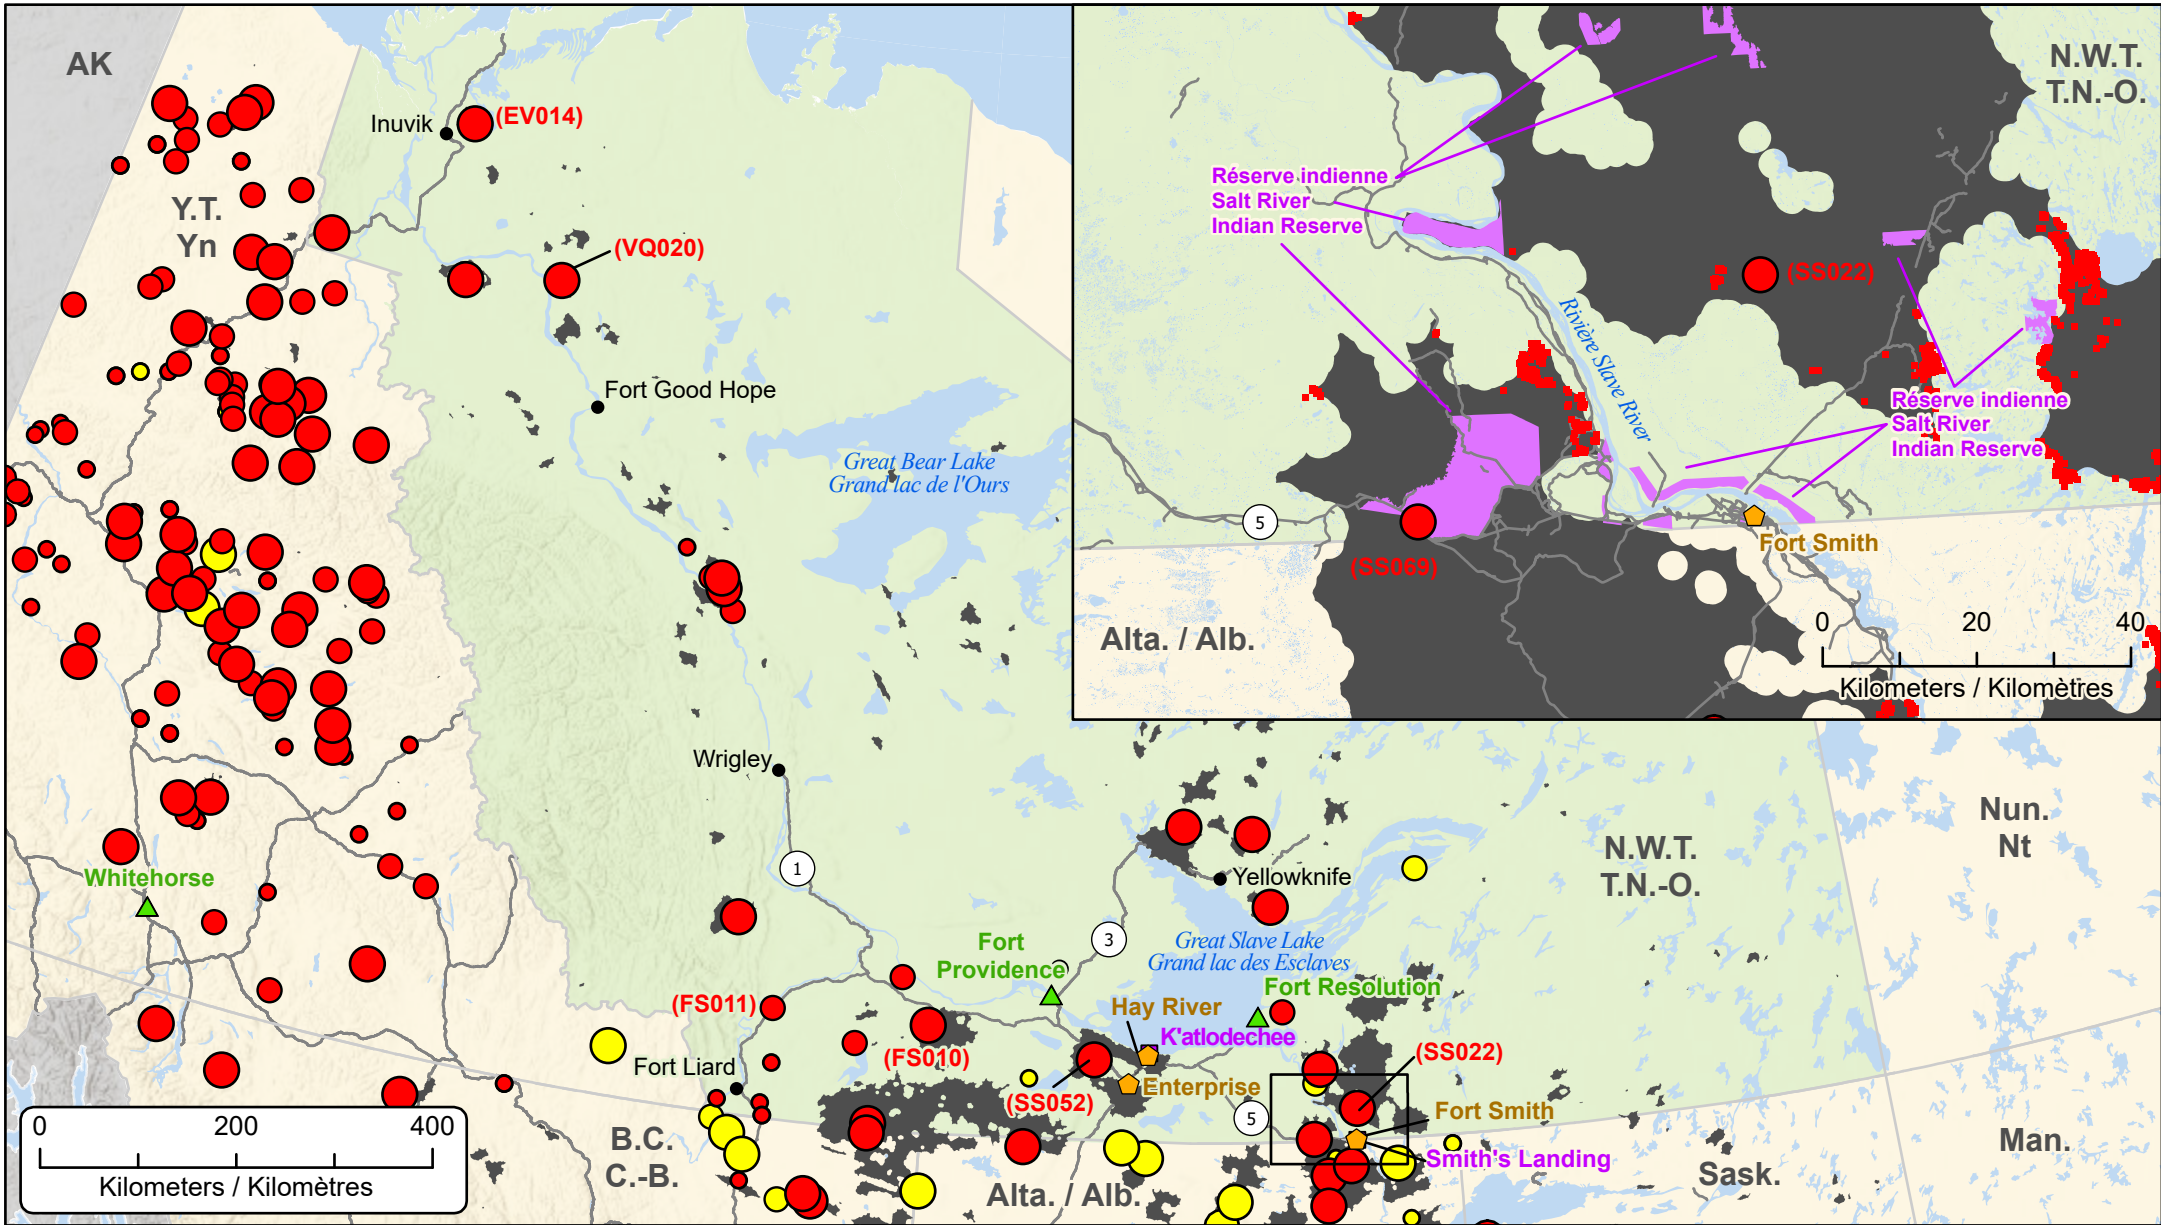 AK
Y.T.
Yn
Inuvik
(EV014)
(VQ020)
Fort Good Hope
Great Bear Lake
Grand lac de l'Ours
Wrigley
1
Whitehorse
Yellowknife
3
Great Slave Lake
Grand lac des Esclaves
Fort
Providence
Fort Resolution
Hay River
K'atlodechee
(FS011)
(FS010)
Fort Liard
(SS052)
Enterprise
5
(SS022)
Fort Smith
Smith's Landing
N.W.T.
T.N.-O.
Nun.
Nt
Man.
Sask.
Alta. / Alb.
B.C.
C.-B.
0 200 400
Kilometers / Kilomètres
N.W.T.
T.N.-O.
Réserve indienne
Salt River
Indian Reserve
(SS022)
Rivière Slave River
Réserve indienne
Salt River
Indian Reserve
5
(SS069)
Fort Smith
Alta. / Alb.
0 20 40
Kilometers / Kilomètres